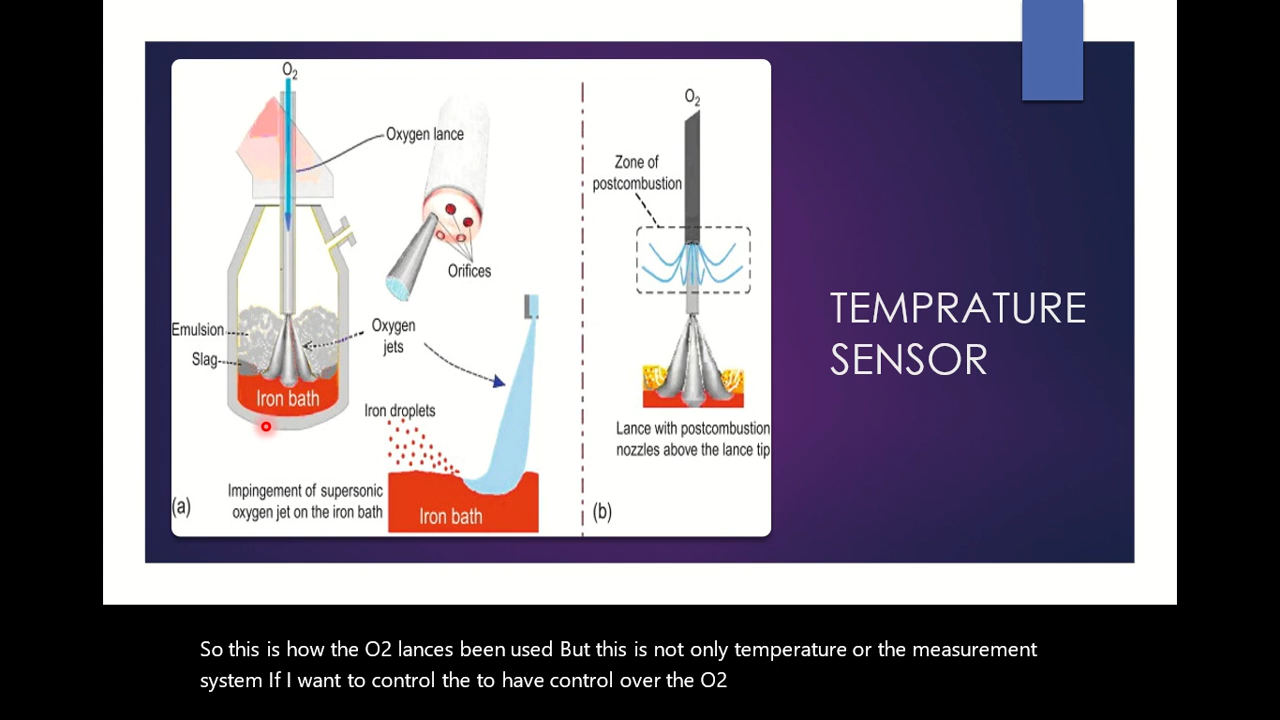 O2
Oxygen lance
Orifices
Emulsion
Slag
Oxygen
jets
Iron bath
Iron droplets
Impingement of supersonic
oxygen jet on the iron bath
Iron bath
(a)
O2
Zone of
postcombustion
Lance with postcombustion
nozzles above the lance tip
(b)
TEMPRATURE
SENSOR
So this is how the O2 lances been used But this is not only temperature or the measurement
system If I want to control the to have control over the O2